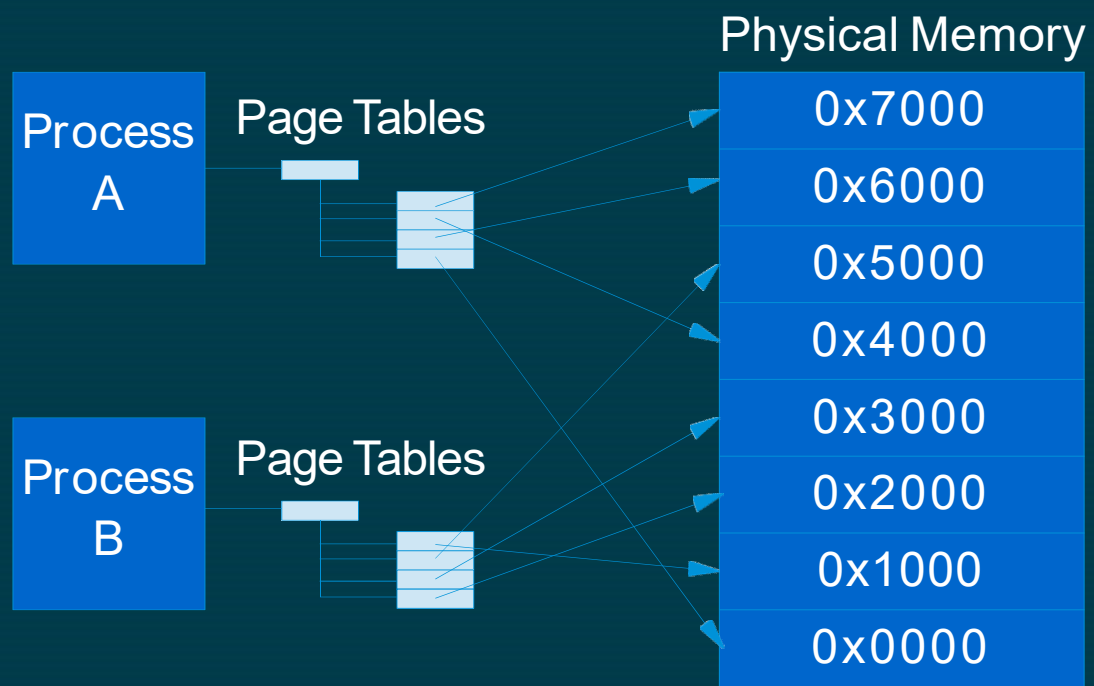 Physical Memory
Process
A
Page Tables
0x7000
0x6000
0x5000
0x4000
Process
B
Page Tables
0x3000
0x2000
0x1000
0x0000